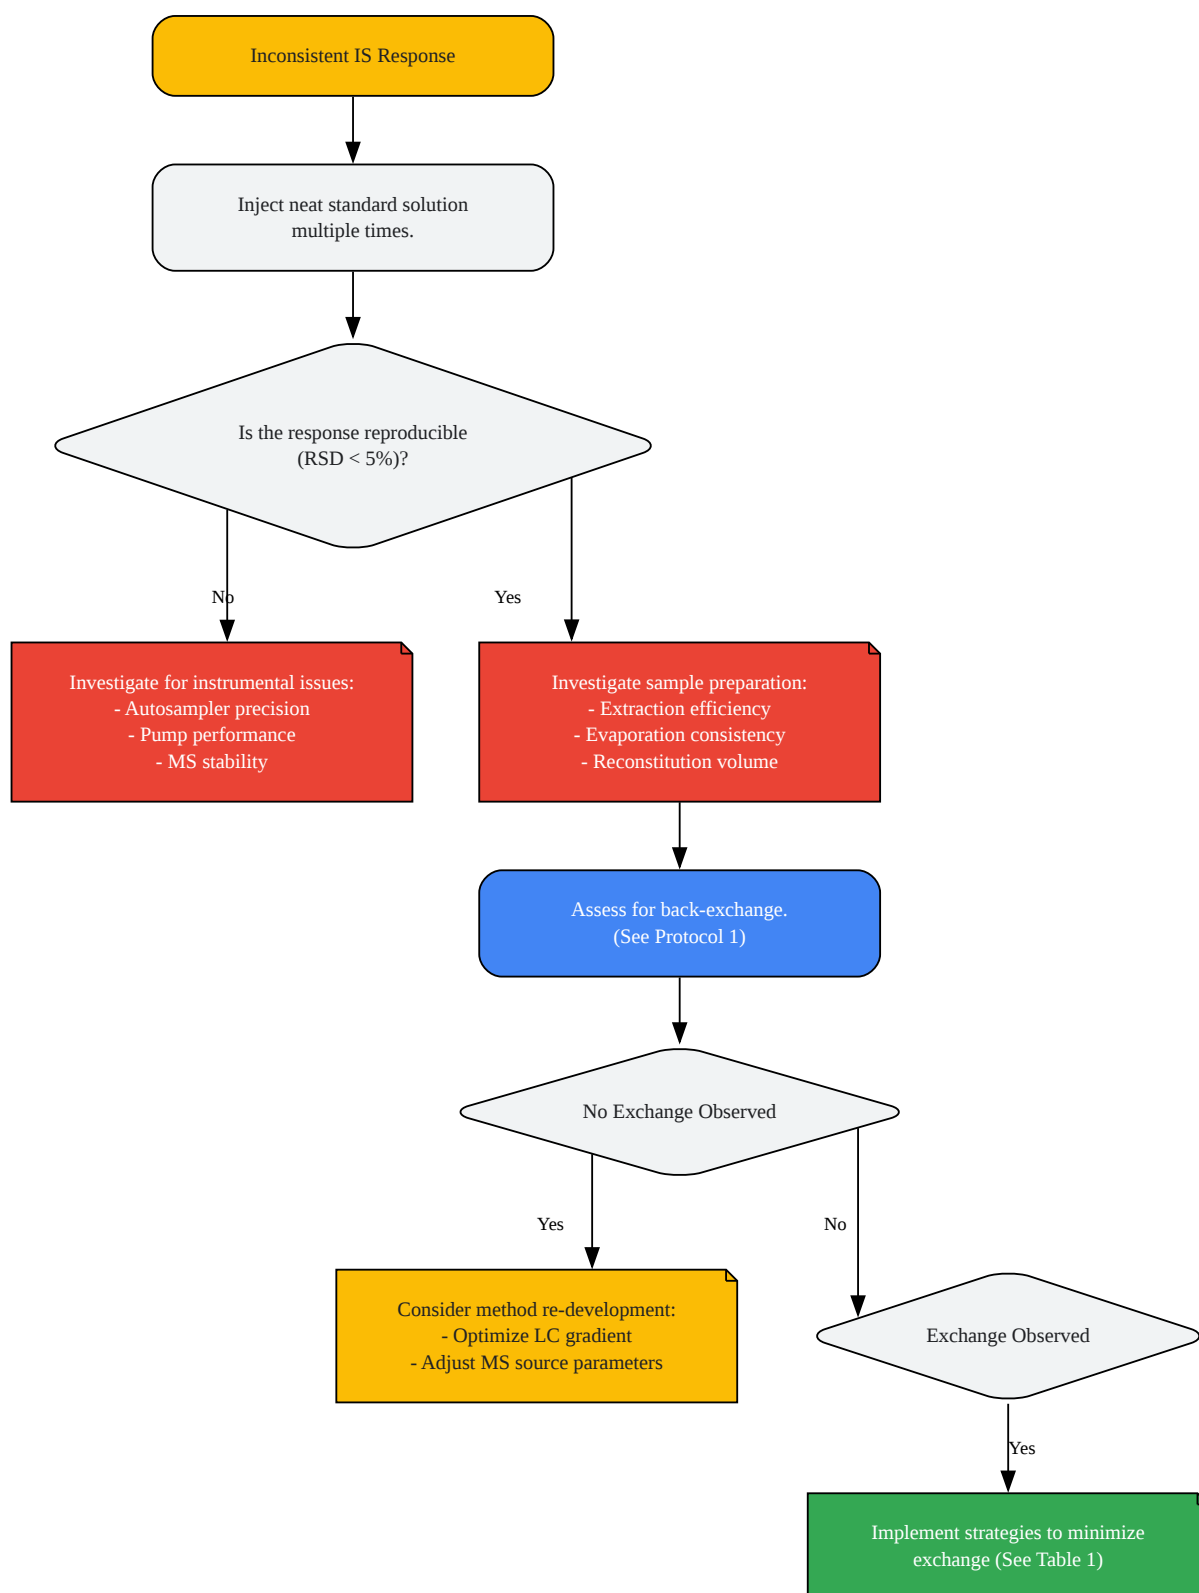 Inconsistent IS Response
Inject neat standard solution
multiple times.
Is the response reproducible
(RSD < 5%)?
No
Yes
Investigate for instrumental issues:
- Autosampler precision
- Pump performance
- MS stability
Investigate sample preparation:
- Extraction efficiency
- Evaporation consistency
- Reconstitution volume
Assess for back-exchange.
(See Protocol 1)
No Exchange Observed
Yes
No
Consider method re-development:
- Optimize LC gradient
- Adjust MS source parameters
Exchange Observed
Yes
Implement strategies to minimize
exchange (See Table 1)